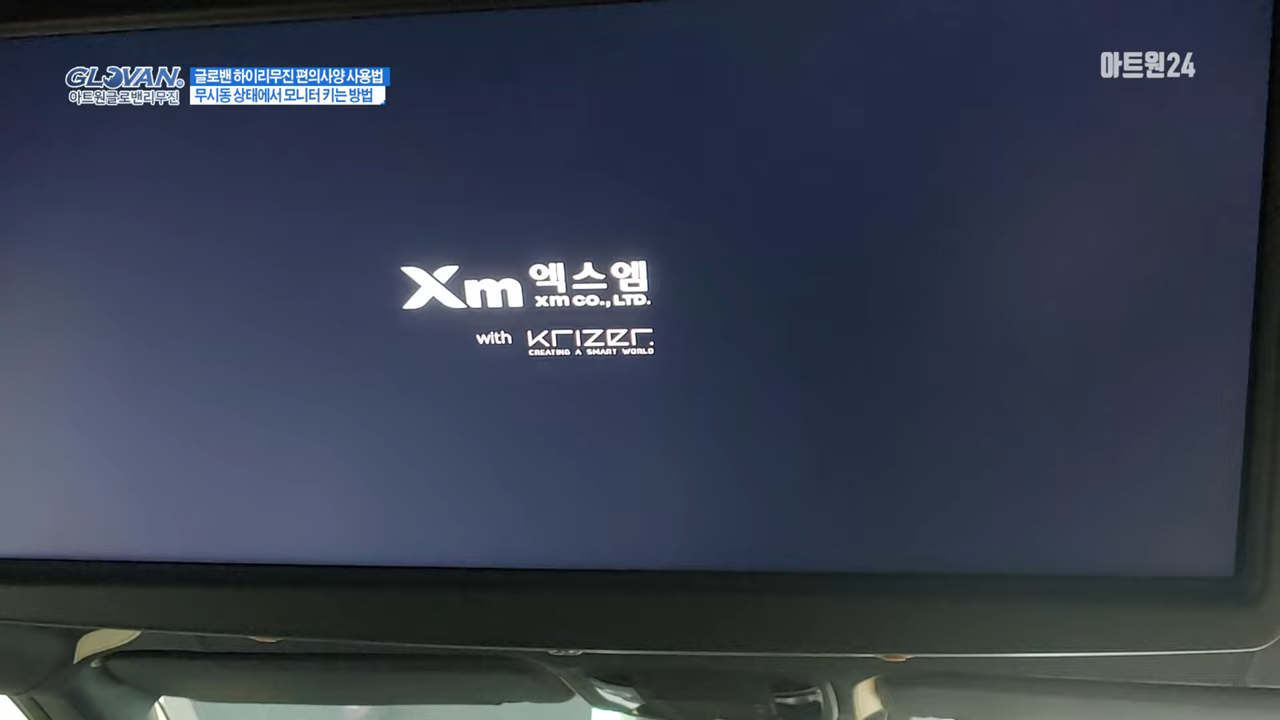 GLOVAN®
아트원글로밴리무진
글로밴 하이리무진 편의사양 사용법
무시동 상태에서 모니터 키는 방법
아트원24
Xm 엑스엠
xm CO., LTD.
with krizer
CREATING A SMART WORLD